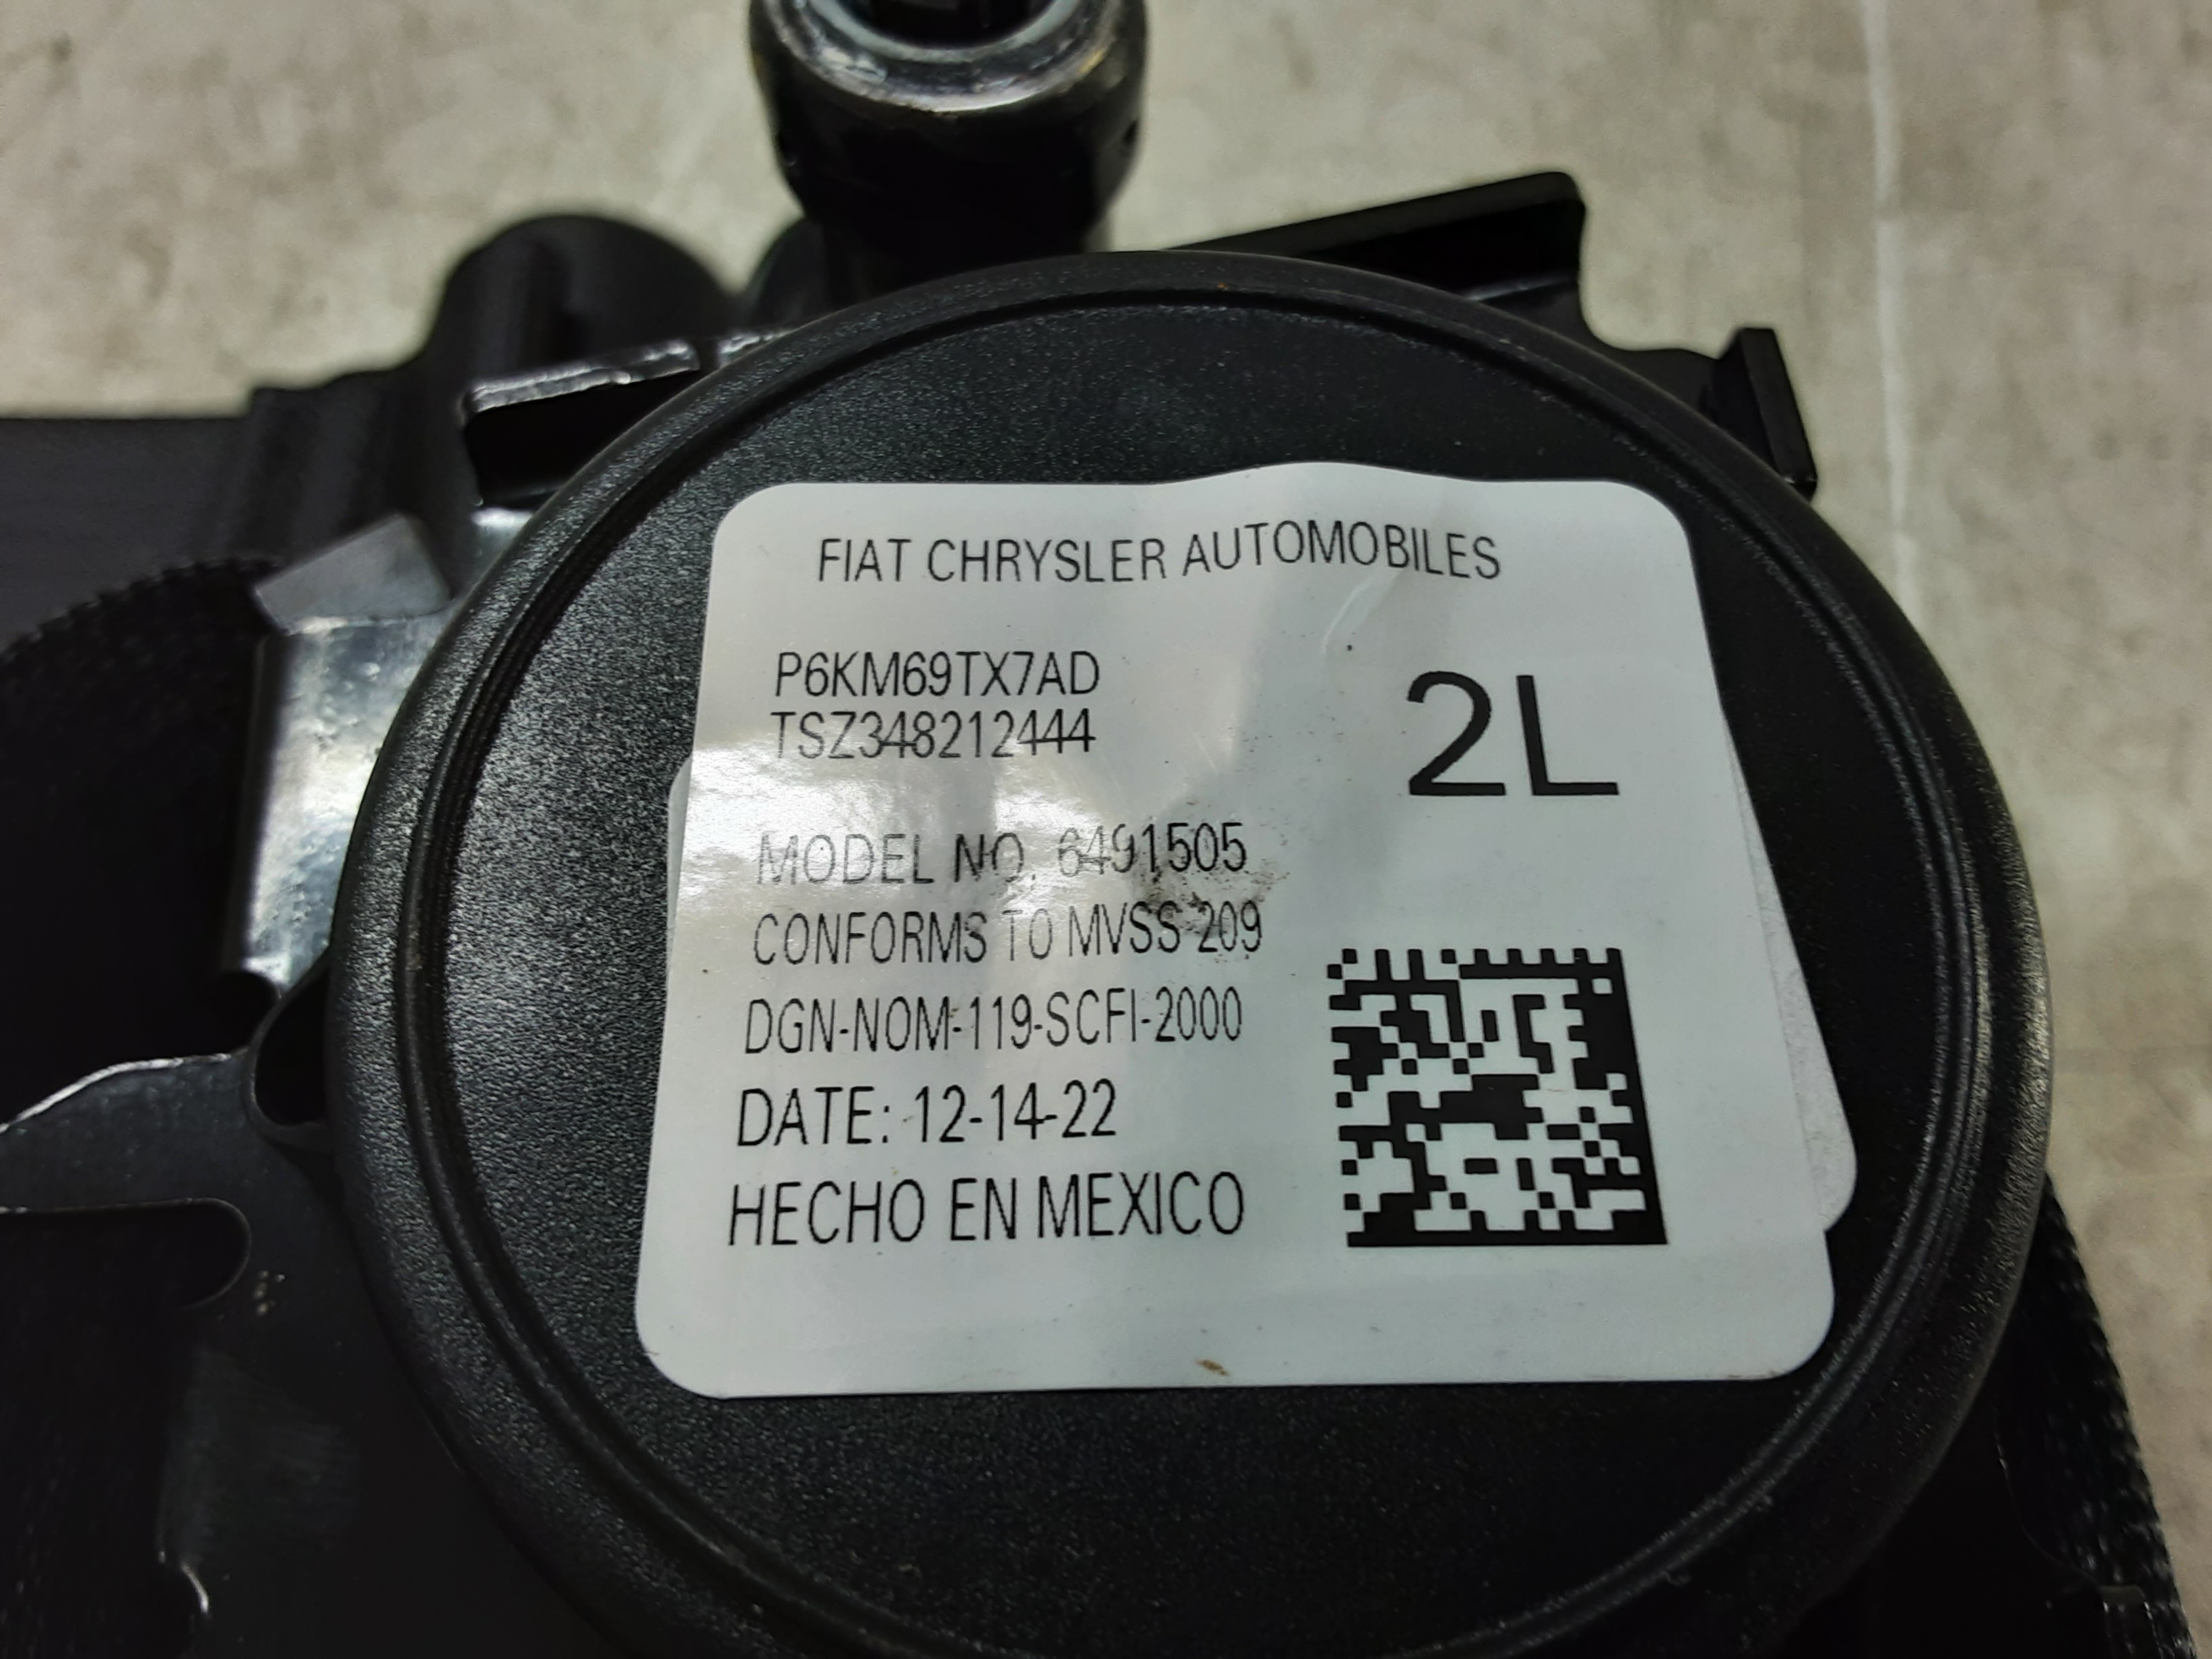 FIAT CHRYSLER AUTOMOBILES
P6KM69TX7AD
TSZ348212444
2L
MODEL NO. 6491505
CONFORMS TO MVSS 209
DGN-NOM-119-SCFI-2000
DATE: 12-14-22
HECHO EN MEXICO